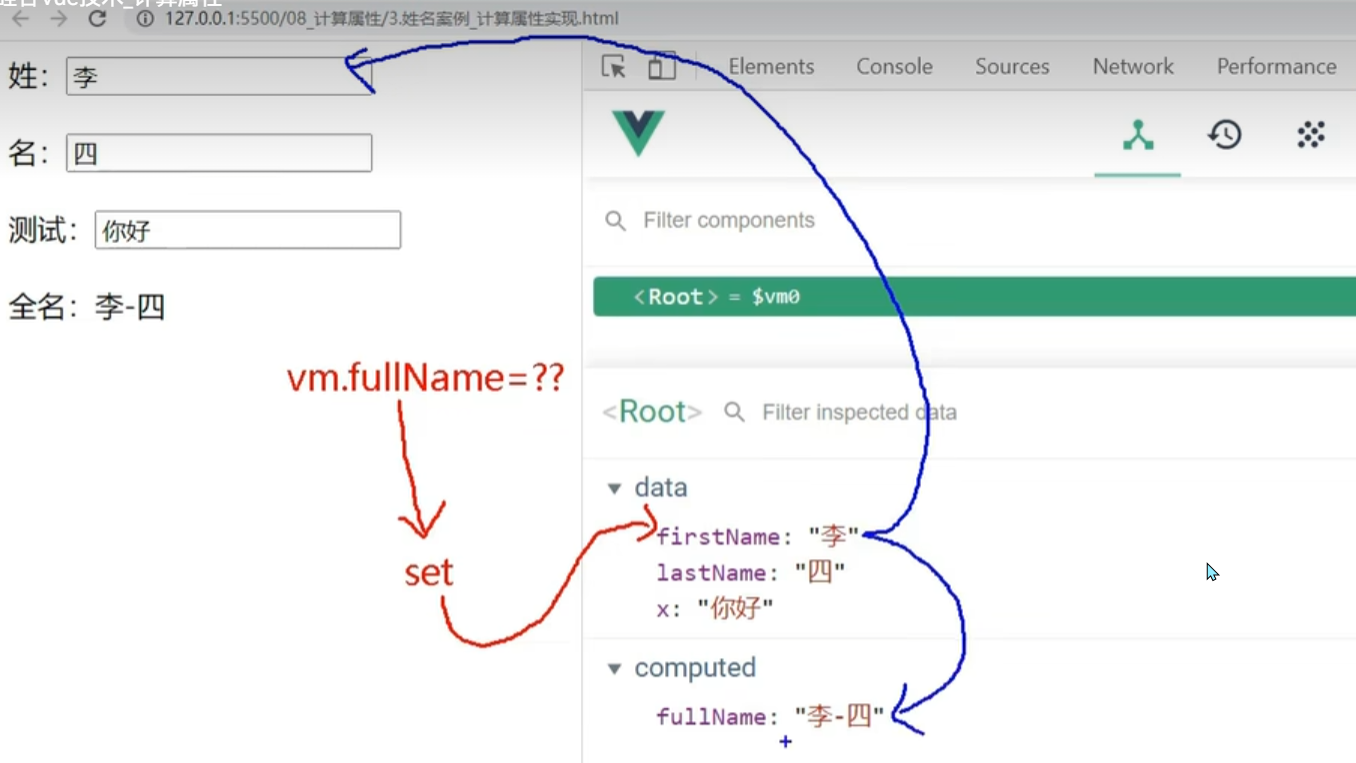 127.0.0.1:5500/08_计算属性/3.姓名案例_计算属性实现.html
姓：李
名：四
测试：你好
全名：李-四
vm.fullName=??
set
Elements Console Sources Network Performance
Filter components
<Root> = $vm0
<Root> Filter inspected data
data
firstName: "李"
lastName: "四"
x: "你好"
computed
fullName: "李-四"